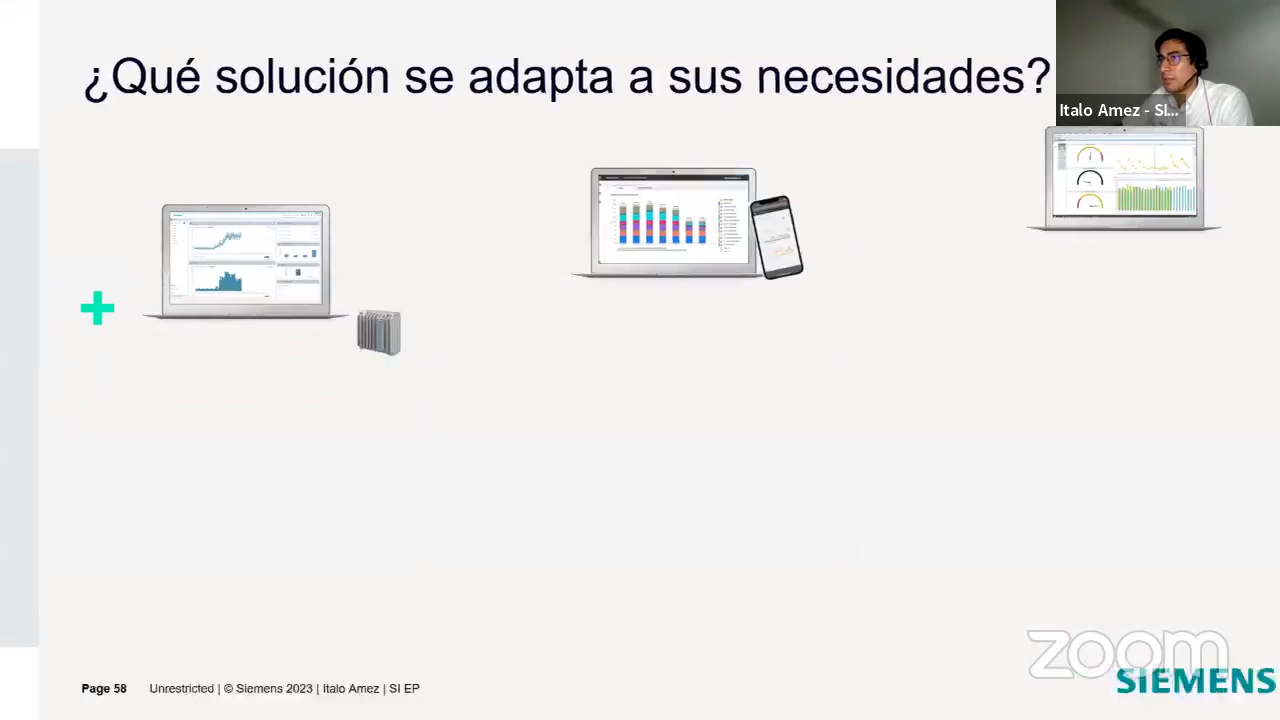 ¿Qué solución se adapta a sus necesidades?
Italo Amez - SI...
Page 58
Unrestricted | © Siemens 2023 | Italo Amez | SI EP
zoom
SIEMENS